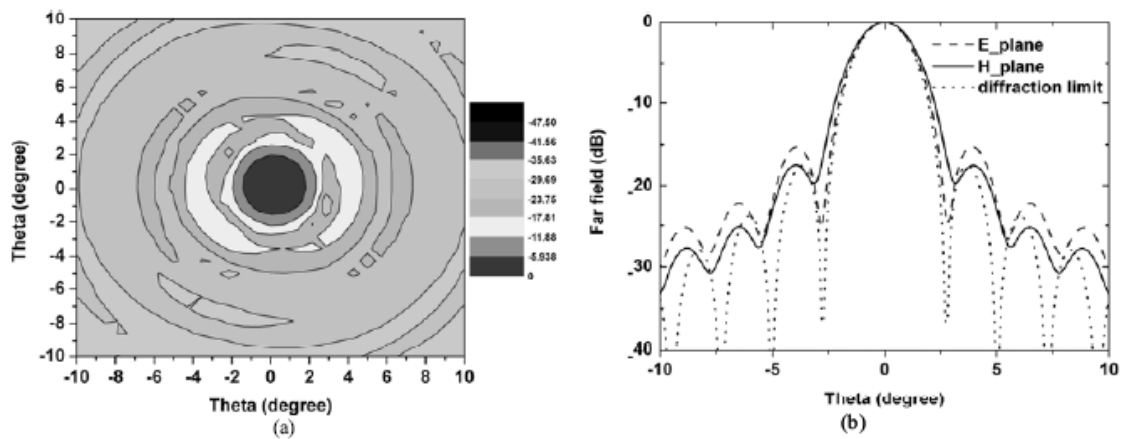 10
8
6
4
2
0
-2
-4
-6
-8
-10
Theta (degree)
-10 -8 -6 -4 -2 0 2 4 6 8 10
Theta (degree)
(a)
-47.50
-41.56
-35.63
-29.69
-23.75
-17.81
-11.88
-5.938
0
0
-10
-20
-30
-40
Far field (dB)
E_plane
H_plane
diffraction limit
-10 -5 0 5 10
Theta (degree)
(b)